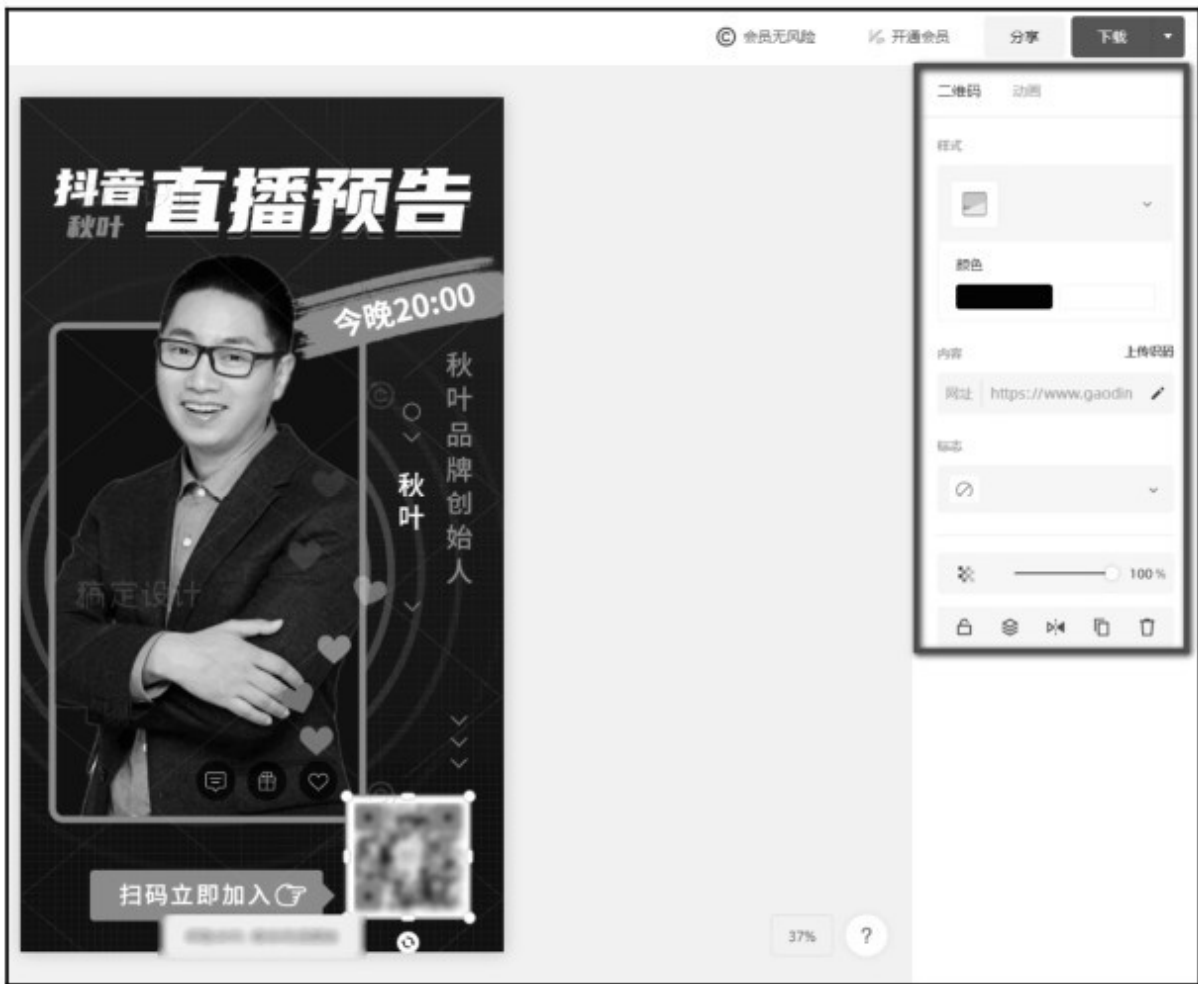 会员无风险
开通会员
分享
下载
二维码 动画
样式
颜色
内容 上传识码
网址 https://www.gaodin
标志
100%
抖音
秋叶
直播预告
今晚20:00
秋叶品牌创始人
秋叶
搞定设计
扫码立即加入
37%
?